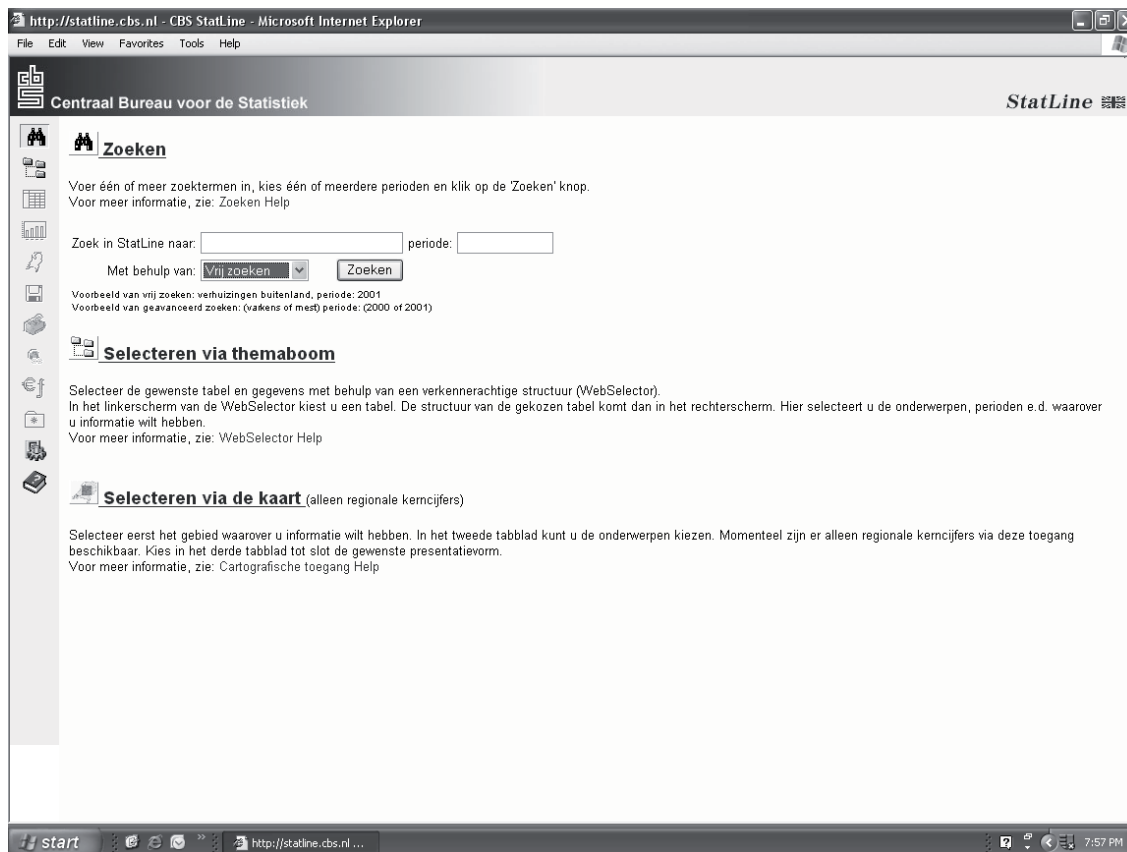 http://statline.cbs.nl - CBS StatLine - Microsoft Internet Explorer
File Edit View Favorites Tools Help
cb
Centraal Bureau voor de Statistiek
StatLine
Zoeken
Voer één of meer zoektermen in, kies één of meerdere perioden en klik op de 'Zoeken' knop.
Voor meer informatie, zie: Zoeken Help
Zoek in StatLine naar: periode:
Met behulp van: Vrij zoeken Zoeken
Voorbeeld van vrij zoeken: verhuizingen buitenland, periode: 2001
Voorbeeld van geavanceerd zoeken: (varkens of mest) periode: (2000 of 2001)
Selecteren via themaboom
Selecteer de gewenste tabel en gegevens met behulp van een verkennerachtige structuur (WebSelector).
In het linkerscherm van de WebSelector kiest u een tabel. De structuur van de gekozen tabel komt dan in het rechterscherm. Hier selecteert u de onderwerpen, perioden e.d. waarover
u informatie wilt hebben.
Voor meer informatie, zie: WebSelector Help
€f
Selecteren via de kaart (alleen regionale kerncijfers)
Selecteer eerst het gebied waarover u informatie wilt hebben. In het tweede tabblad kunt u de onderwerpen kiezen. Momenteel zijn er alleen regionale kerncijfers via deze toegang
beschikbaar. Kies in het derde tabblad tot slot de gewenste presentatievorm.
Voor meer informatie, zie: Cartografische toegang Help
start http://statline.cbs.nl ... 7:57 PM